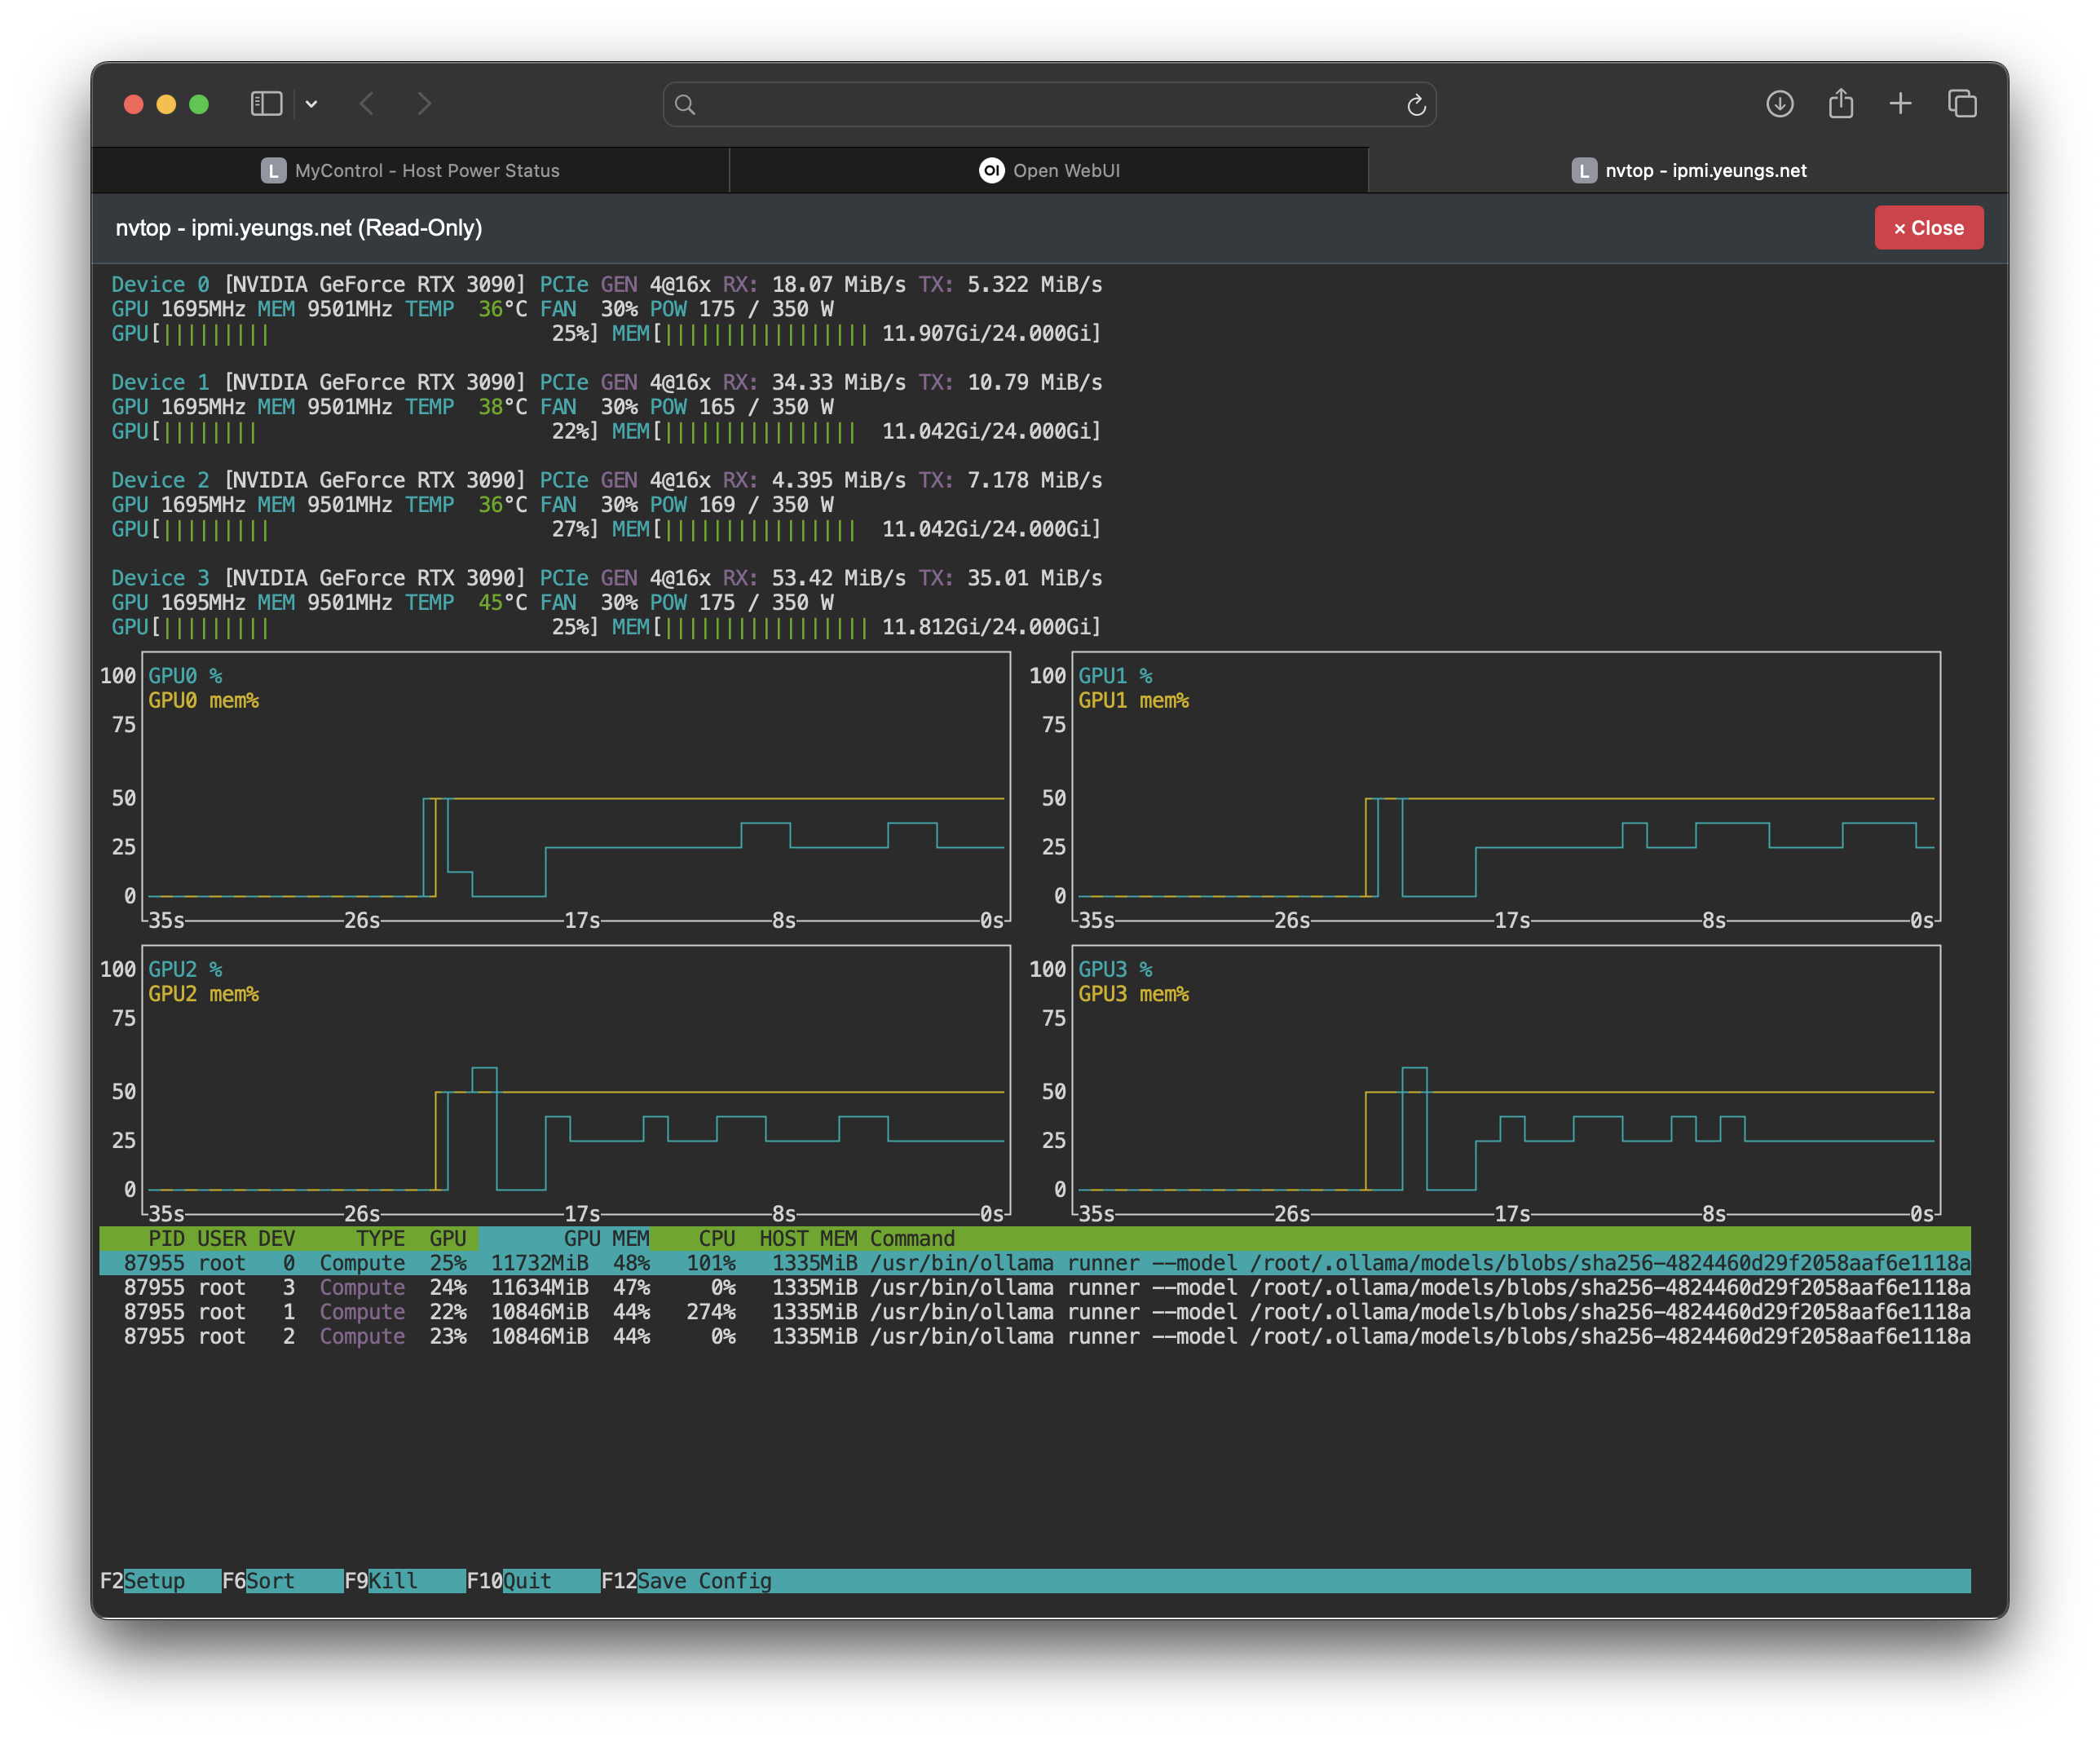 L MyControl - Host Power Status
OI Open WebUI
L nvtop - ipmi.yeungs.net
nvtop - ipmi.yeungs.net (Read-Only)
× Close
Device 0 [NVIDIA GeForce RTX 3090] PCIe GEN 4@16x RX: 18.07 MiB/s TX: 5.322 MiB/s
GPU 1695MHz MEM 9501MHz TEMP 36°C FAN 30% POW 175 / 350 W
GPU[||||||||| 25%] MEM[||||||||||||||||| 11.907Gi/24.000Gi]
Device 1 [NVIDIA GeForce RTX 3090] PCIe GEN 4@16x RX: 34.33 MiB/s TX: 10.79 MiB/s
GPU 1695MHz MEM 9501MHz TEMP 38°C FAN 30% POW 165 / 350 W
GPU[|||||||| 22%] MEM[|||||||||||||||| 11.042Gi/24.000Gi]
Device 2 [NVIDIA GeForce RTX 3090] PCIe GEN 4@16x RX: 4.395 MiB/s TX: 7.178 MiB/s
GPU 1695MHz MEM 9501MHz TEMP 36°C FAN 30% POW 169 / 350 W
GPU[||||||||| 27%] MEM[|||||||||||||||| 11.042Gi/24.000Gi]
Device 3 [NVIDIA GeForce RTX 3090] PCIe GEN 4@16x RX: 53.42 MiB/s TX: 35.01 MiB/s
GPU 1695MHz MEM 9501MHz TEMP 45°C FAN 30% POW 175 / 350 W
GPU[||||||||| 25%] MEM[||||||||||||||||| 11.812Gi/24.000Gi]
100 GPU0 %
GPU0 mem%
75
50
25
0
35s 26s 17s 8s 0s
100 GPU1 %
GPU1 mem%
75
50
25
0
35s 26s 17s 8s 0s
100 GPU2 %
GPU2 mem%
75
50
25
0
35s 26s 17s 8s 0s
100 GPU3 %
GPU3 mem%
75
50
25
0
35s 26s 17s 8s 0s
PID USER DEV TYPE GPU GPU MEM CPU HOST MEM Command
87955 root 0 Compute 25% 11732MiB 48% 101% 1335MiB /usr/bin/ollama runner --model /root/.ollama/models/blobs/sha256-4824460d29f2058aaf6e1118a
87955 root 3 Compute 24% 11634MiB 47% 0% 1335MiB /usr/bin/ollama runner --model /root/.ollama/models/blobs/sha256-4824460d29f2058aaf6e1118a
87955 root 1 Compute 22% 10846MiB 44% 274% 1335MiB /usr/bin/ollama runner --model /root/.ollama/models/blobs/sha256-4824460d29f2058aaf6e1118a
87955 root 2 Compute 23% 10846MiB 44% 0% 1335MiB /usr/bin/ollama runner --model /root/.ollama/models/blobs/sha256-4824460d29f2058aaf6e1118a
F2Setup F6Sort F9Kill F10Quit F12Save Config